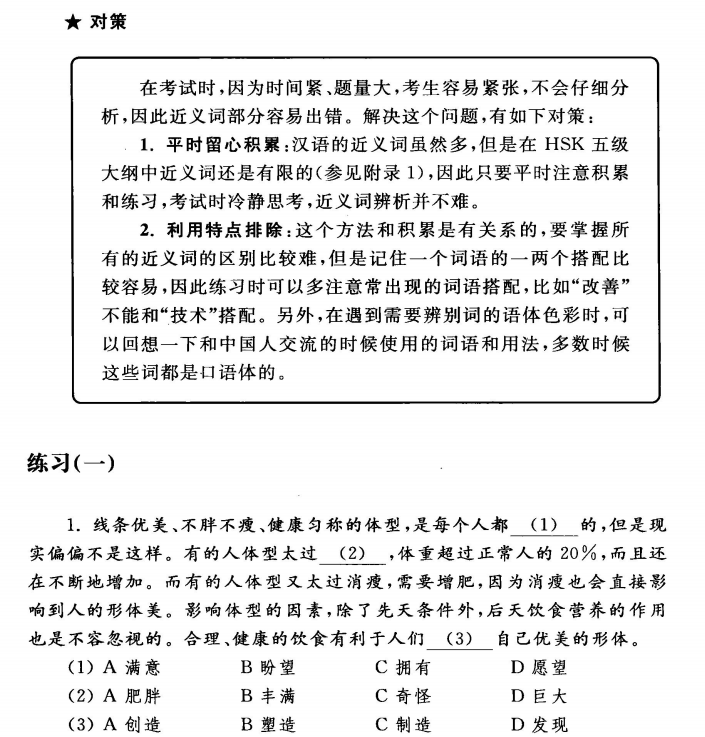 ★ 对策
在考试时,因为时间紧、题量大,考生容易紧张,不会仔细分
析,因此近义词部分容易出错。解决这个问题,有如下对策:
1. 平时留心积累:汉语的近义词虽然多,但是在 HSK 五级
大纲中近义词还是有限的(参见附录1),因此只要平时注意积累
和练习,考试时冷静思考,近义词辨析并不难。
2. 利用特点排除:这个方法和积累是有关系的,要掌握所
有的近义词的区别比较难,但是记住一个词语的一两个搭配比
较容易,因此练习时可以多注意常出现的词语搭配,比如“改善”
不能和“技术”搭配。另外,在遇到需要辨别词的语体色彩时,可
以回想一下和中国人交流的时候使用的词语和用法,多数时候
这些词都是口语体的。
练习(一)
1. 线条优美、不胖不瘦、健康匀称的体型,是每个人都 (1) 的,但是现
实偏偏不是这样。有的人体型太过 (2) ,体重超过正常人的20%,而且还
在不断地增加。而有的人体型又太过消瘦,需要增肥,因为消瘦也会直接影
响到人的形体美。影响体型的因素,除了先天条件外,后天饮食营养的作用
也是不容忽视的。合理、健康的饮食有利于人们 (3) 自己优美的形体。
(1) A 满意 B 盼望 C 拥有 D 愿望
(2) A 肥胖 B 丰满 C 奇怪 D 巨大
(3) A 创造 B 塑造 C 制造 D 发现